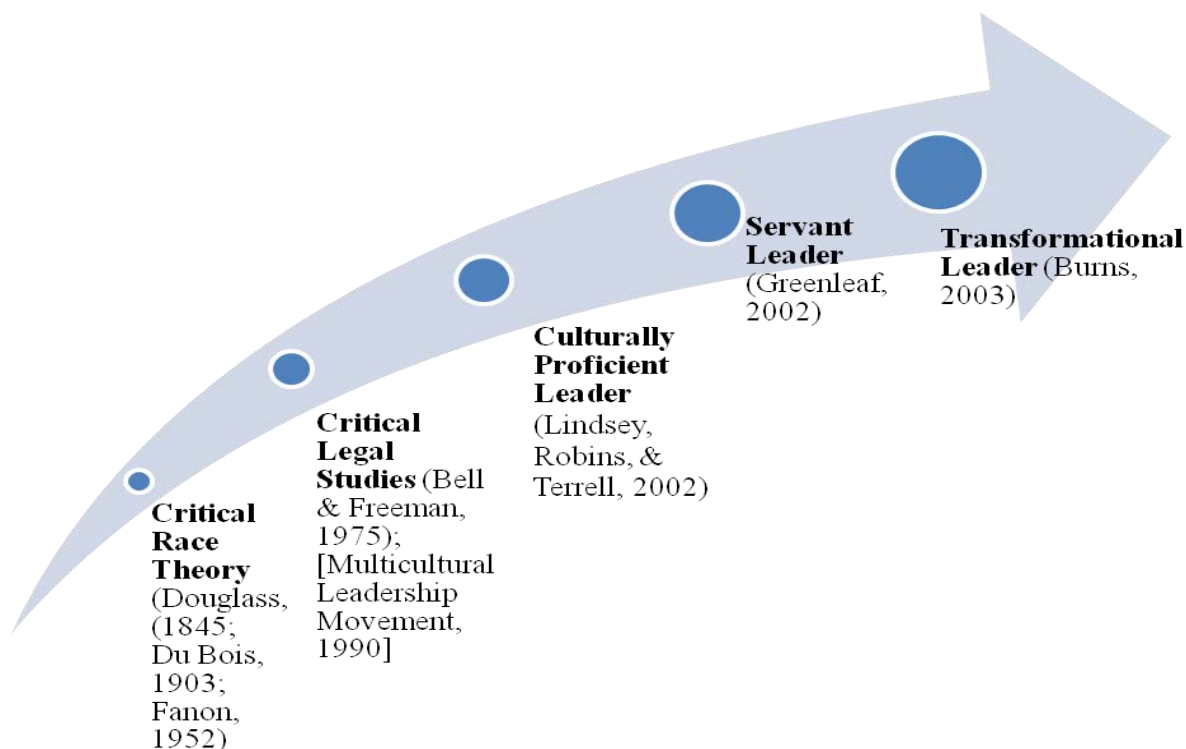 Critical
Race
Theory
(Douglass,
(1845;
Du Bois,
1903;
Fanon,
1952)
Critical
Legal
Studies (Bell
& Freeman,
1975);
[Multicultural
Leadership
Movement,
1990]
Culturally
Proficient
Leader
(Lindsey,
Robins, &
Terrell, 2002)
Servant
Leader
(Greenleaf,
2002)
Transformational
Leader (Burns,
2003)